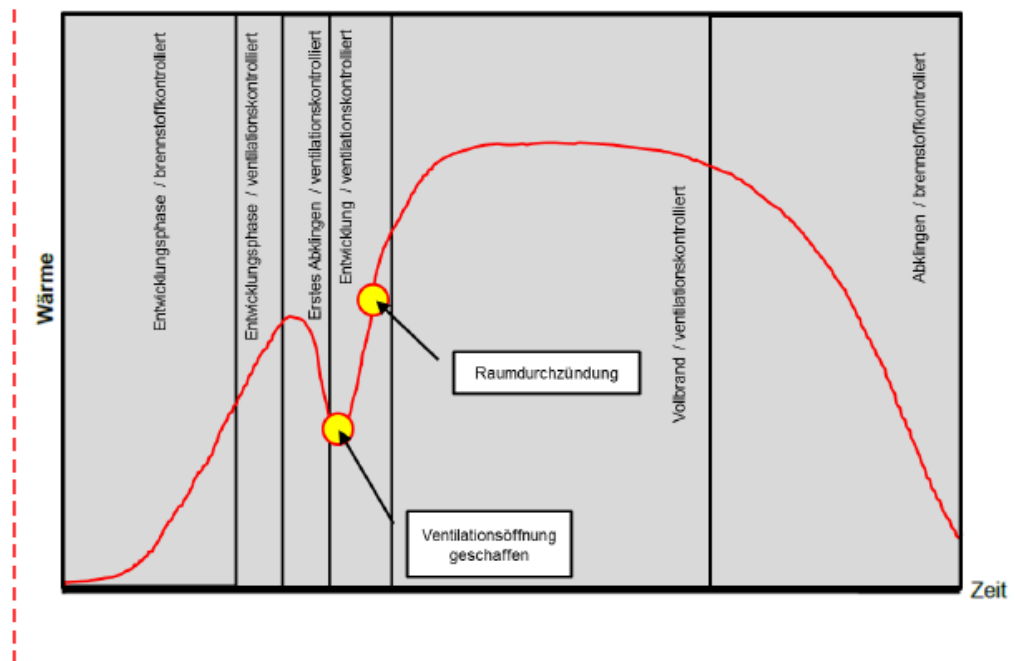 Entwicklungsphase / brennstoffkontrolliert
Entwicklungsphase / ventilationskontrolliert
Erstes Abklingen / ventilationskontrolliert
Entwicklung / ventilationskontrolliert
Vollbrand / ventilationskontrolliert
Abklingen / brennstoffkontrolliert
Wärme
Raumdurchzündung
Ventilationsöffnung
geschaffen
Zeit